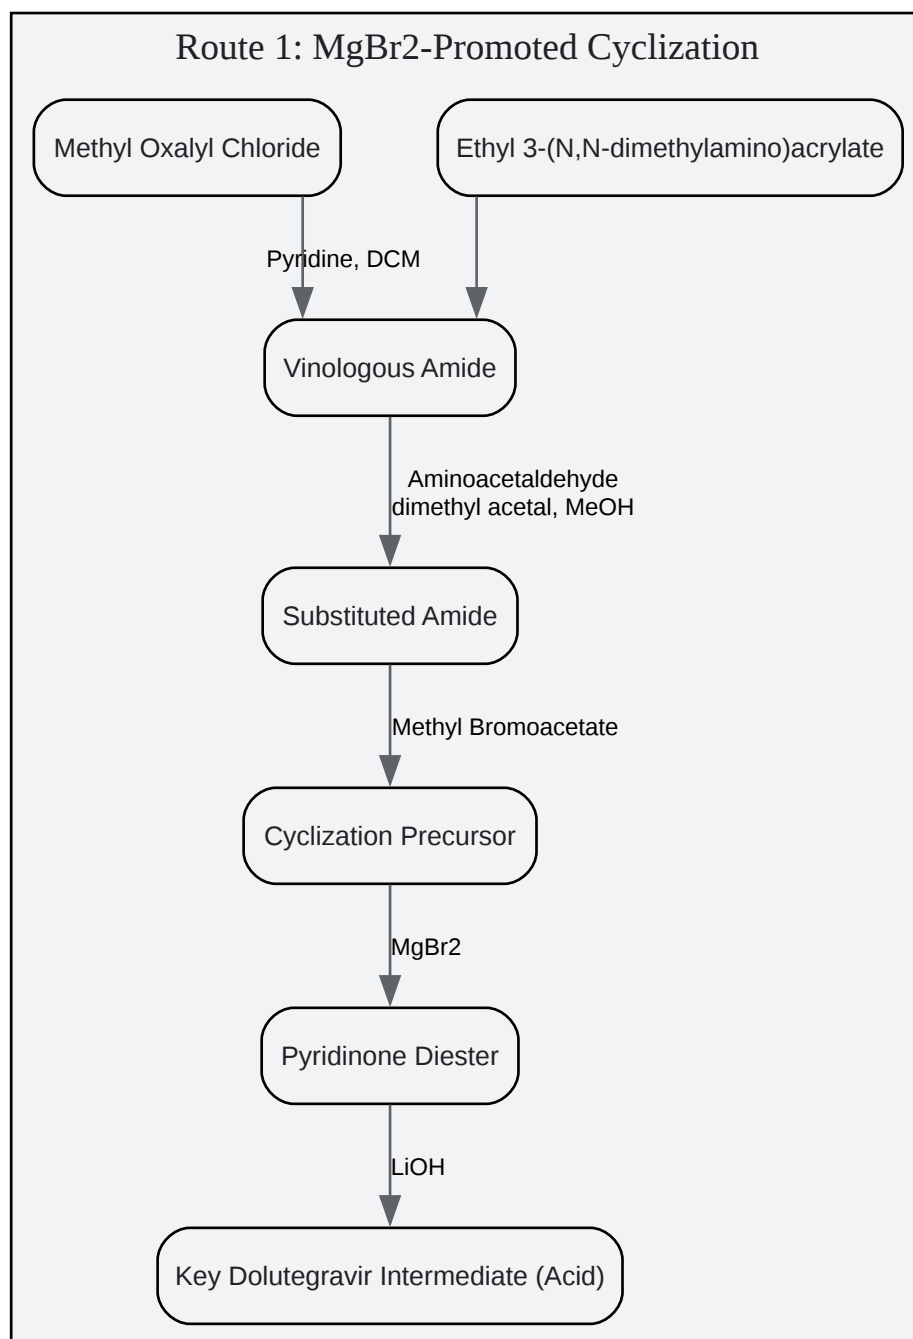 Route 1: MgBr2-Promoted Cyclization
Methyl Oxalyl Chloride
Ethyl 3-(N,N-dimethylamino)acrylate
Pyridine, DCM
Vinologous Amide
Aminoacetaldehyde
dimethyl acetal, MeOH
Substituted Amide
Methyl Bromoacetate
Cyclization Precursor
MgBr2
Pyridinone Diester
LiOH
Key Dolutegravir Intermediate (Acid)